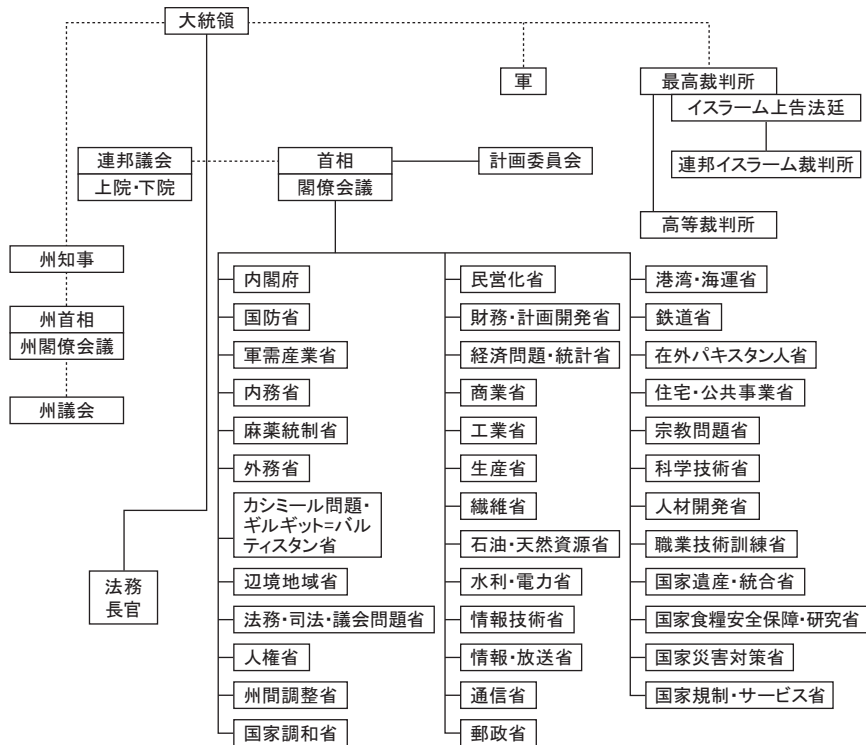 大統領
軍
最高裁判所
イスラーム上告法廷
連邦議会
上院・下院
首相
閣僚会議
計画委員会
連邦イスラーム裁判所
高等裁判所
州知事
州首相
州閣僚会議
州議会
法務
長官
内閣府
国防省
軍需産業省
内務省
麻薬統制省
外務省
カシミール問題・
ギルギット=バル
ティスタン省
辺境地域省
法務・司法・議会問題省
人権省
州間調整省
国家調和省
民営化省
財務・計画開発省
経済問題・統計省
商業省
工業省
生産省
繊維省
石油・天然資源省
水利・電力省
情報技術省
情報・放送省
通信省
郵政省
港湾・海運省
鉄道省
在外パキスタン人省
住宅・公共事業省
宗教問題省
科学技術省
人材開発省
職業技術訓練省
国家遺産・統合省
国家食糧安全保障・研究省
国家災害対策省
国家規制・サービス省